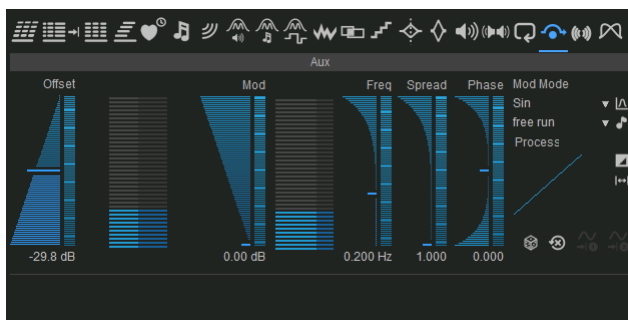 Aux
Offset Mod Freq Spread Phase Mod Mode
Sin
free run
Process
-29.8 dB 0.00 dB 0.200 Hz 1.000 0.000